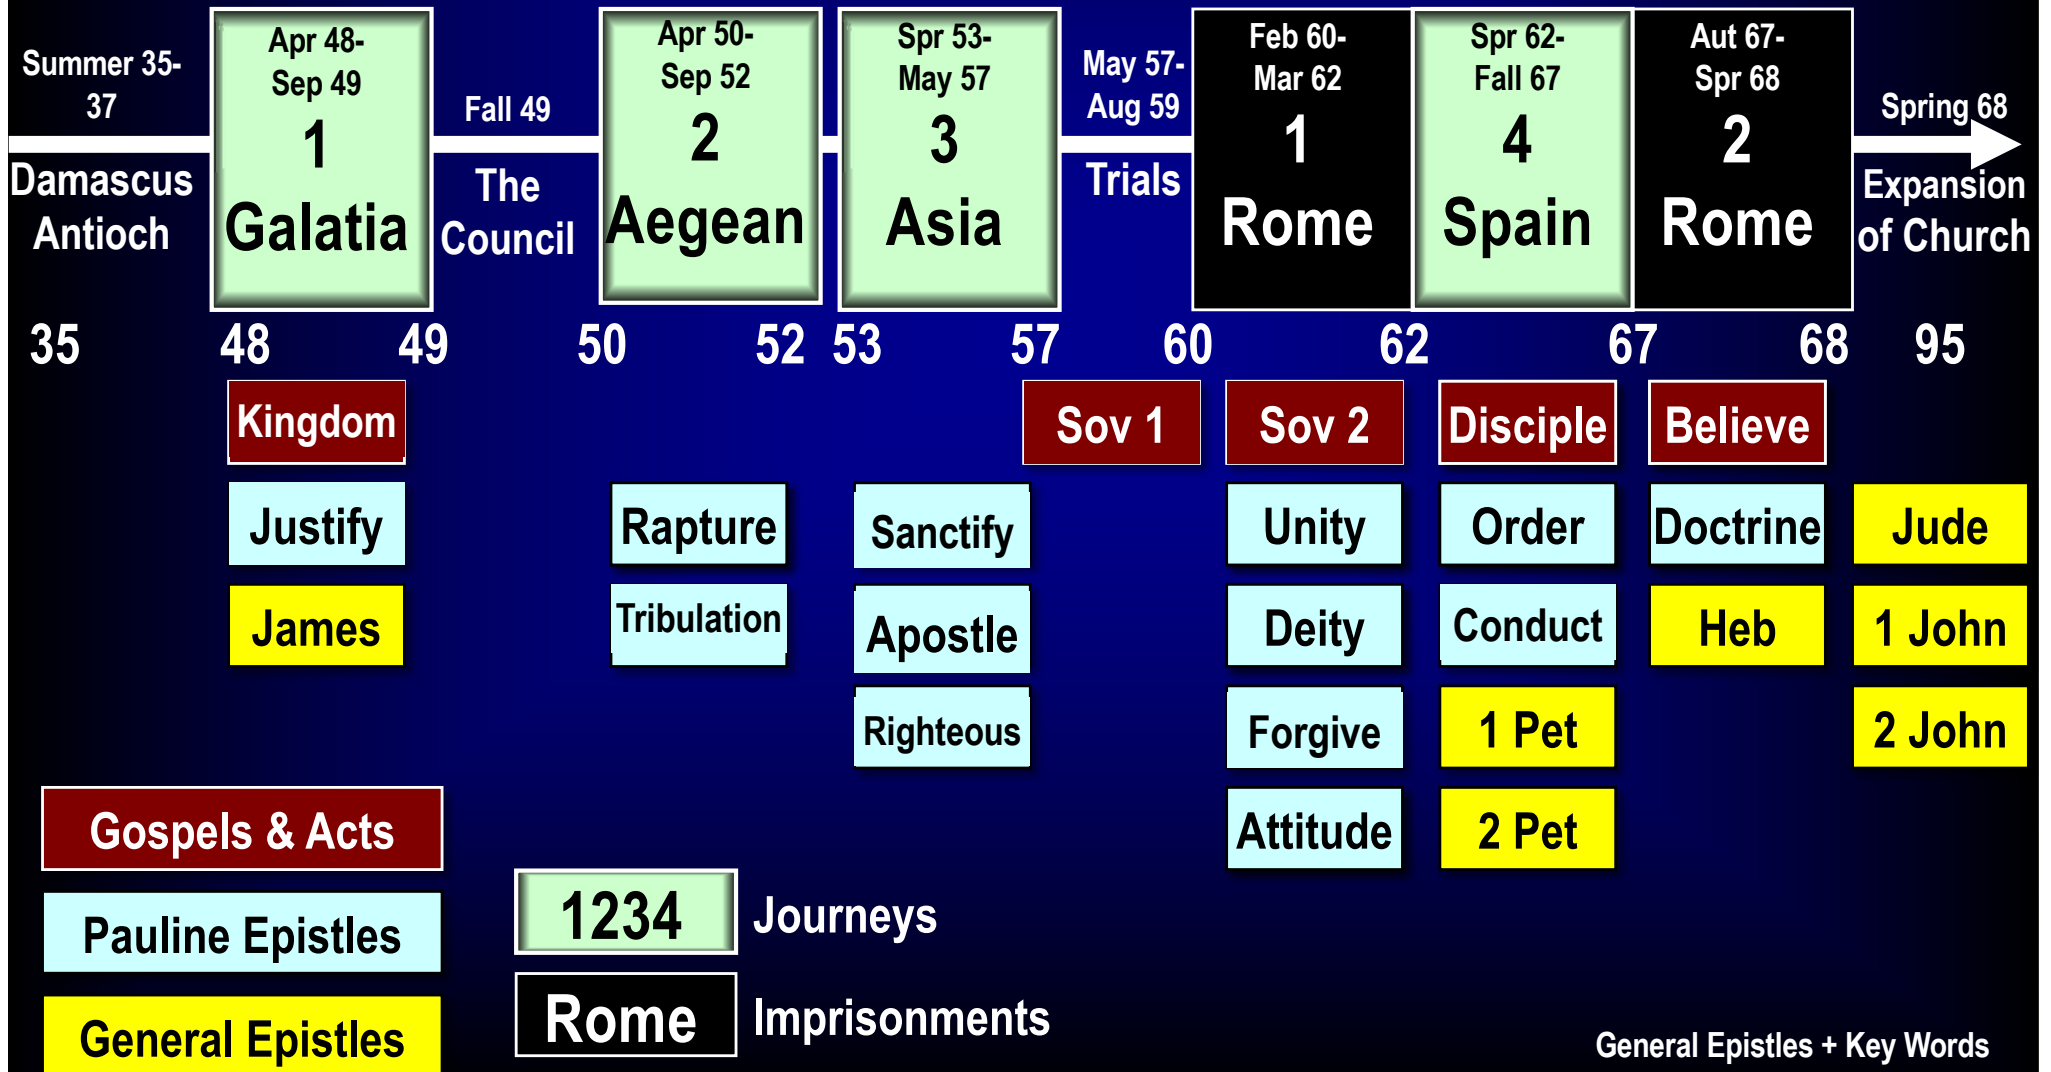 Summer 35-
37
Damascus
Antioch
Apr 48-
Sep 49
1
Galatia
Fall 49
The
Council
Apr 50-
Sep 52
2
Aegean
Spr 53-
May 57
3
Asia
May 57-
Aug 59
Trials
Feb 60-
Mar 62
1
Rome
Spr 62-
Fall 67
4
Spain
Aut 67-
Spr 68
2
Rome
Spring 68
Expansion
of Church
35 48 49 50 52 53 57 60 62 67 68 95
Kingdom Sov 1 Sov 2 Disciple Believe
Justify Rapture Sanctify Unity Order Doctrine Jude
James Tribulation Apostle Deity Conduct Heb 1 John
Righteous Forgive 1 Pet 2 John
Attitude 2 Pet
Gospels & Acts
Pauline Epistles
General Epistles
1234 Journeys
Rome Imprisonments
General Epistles + Key Words